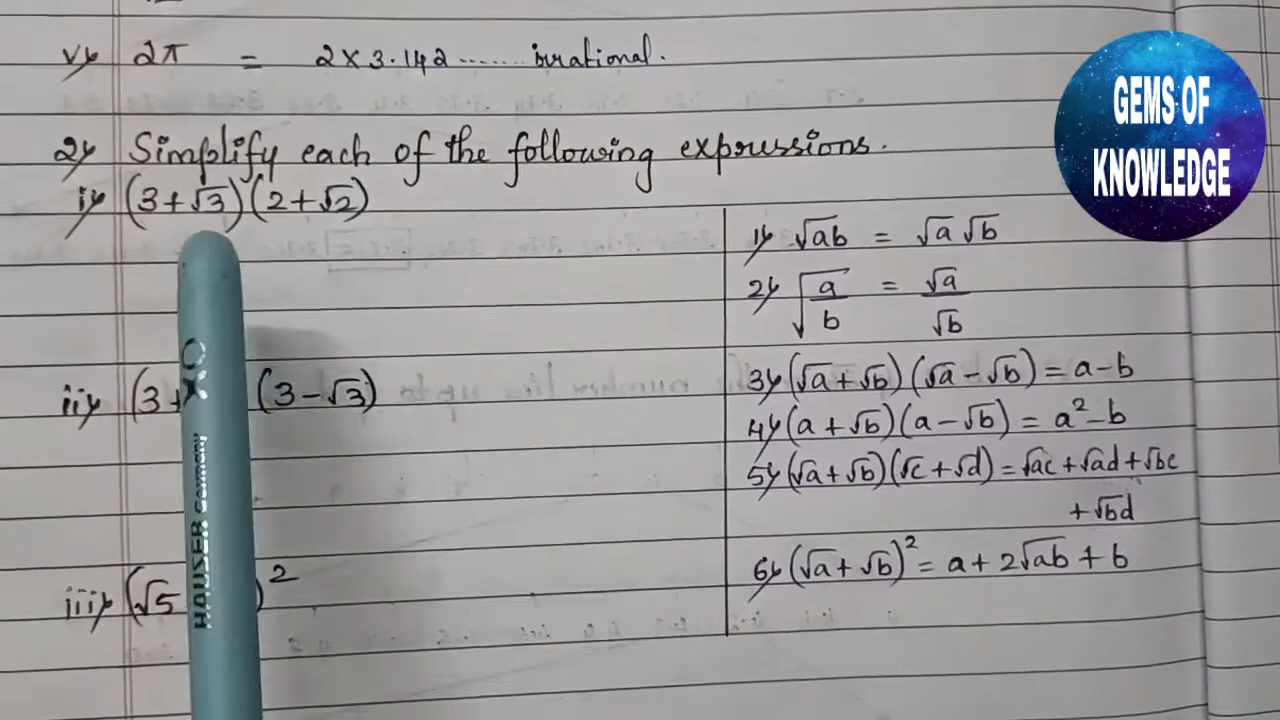 v) 2π = 2×3.142....... irrational.
2) Simplify each of the following expressions.
i) (3+√3)(2+√2)
ii) (3+ (3-√3)
iii) (√5 )²
1) √ab = √a √b
2) √(a/b) = √a/√b
3) (√a+√b)(√a-√b) = a-b
4) (a+√b)(a-√b) = a²-b
5) (√a+√b)(√c+√d) = √ac+√ad+√bc
+√bd
6) (√a+√b)² = a+2√ab+b
GEMS OF
KNOWLEDGE
HAUSER Germany
XO